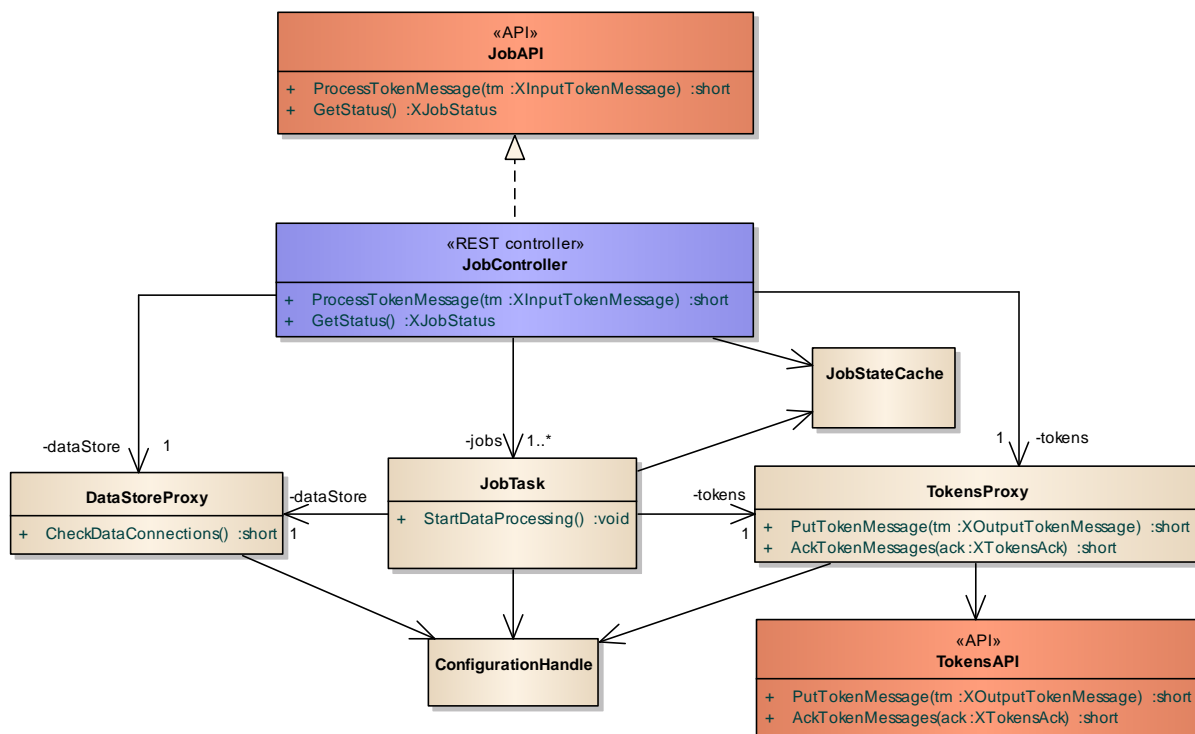 «API»
JobAPI
+ ProcessTokenMessage(tm :XInputTokenMessage) :short
+ GetStatus() :XJobStatus
«REST controller»
JobController
+ ProcessTokenMessage(tm :XInputTokenMessage) :short
+ GetStatus() :XJobStatus
JobStateCache
-dataStore 1
-jobs 1..*
1 -tokens
DataStoreProxy
+ CheckDataConnections() :short
-dataStore
1
JobTask
+ StartDataProcessing() :void
-tokens
1
TokensProxy
+ PutTokenMessage(tm :XOutputTokenMessage) :short
+ AckTokenMessages(ack :XTokensAck) :short
ConfigurationHandle
«API»
TokensAPI
+ PutTokenMessage(tm :XOutputTokenMessage) :short
+ AckTokenMessages(ack :XTokensAck) :short